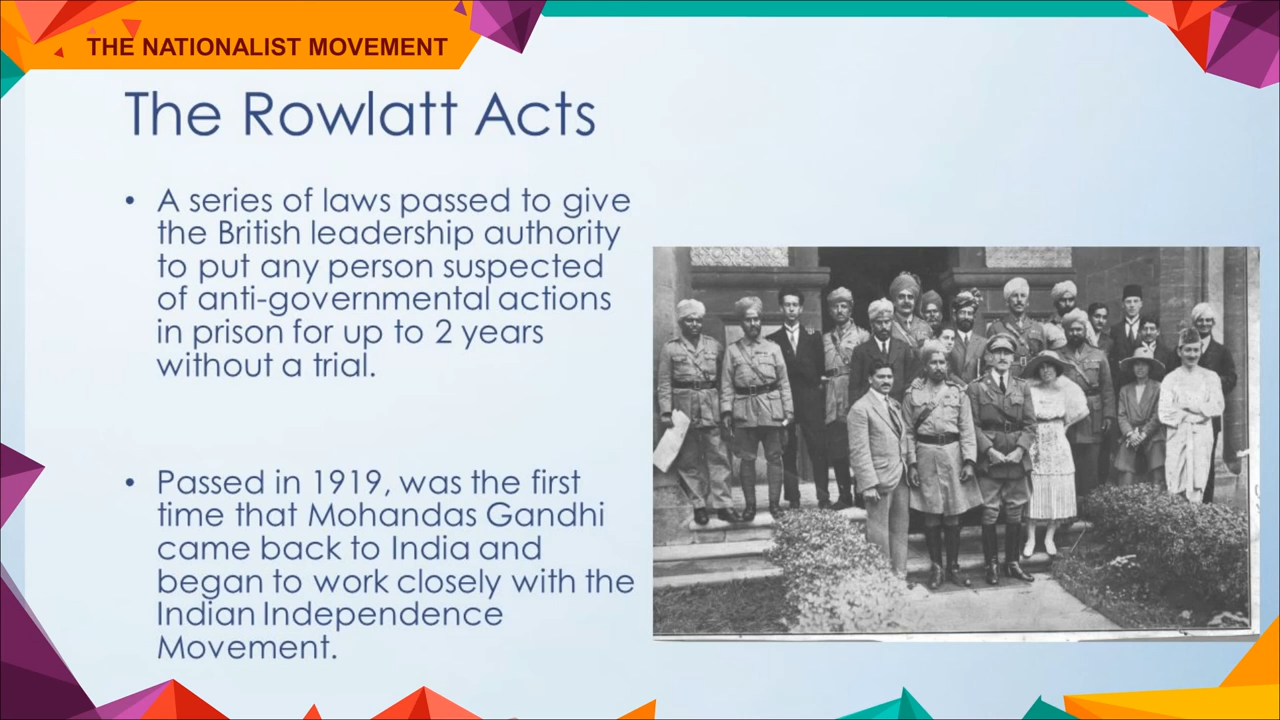 THE NATIONALIST MOVEMENT
The Rowlatt Acts
• A series of laws passed to give
the British leadership authority
to put any person suspected
of anti-governmental actions
in prison for up to 2 years
without a trial.
• Passed in 1919, was the first
time that Mohandas Gandhi
came back to India and
began to work closely with the
Indian Independence
Movement.